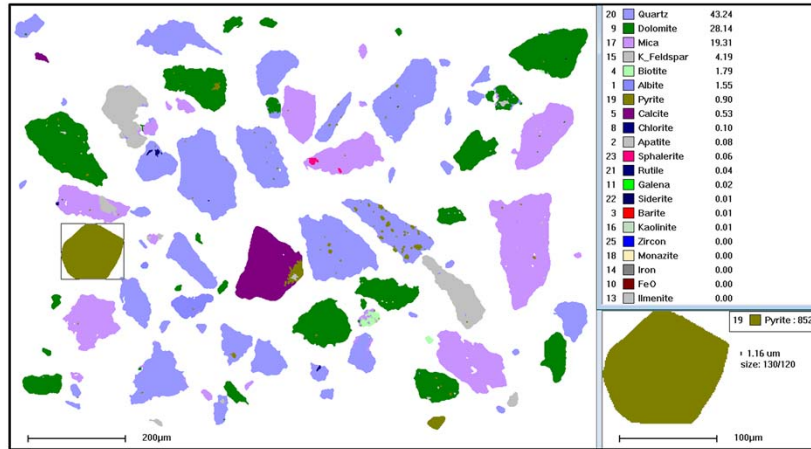 20 Quartz 43.24
9 Dolomite 28.14
17 Mica 19.31
15 K_Feldspar 4.19
4 Biotite 1.79
1 Albite 1.55
19 Pyrite 0.90
5 Calcite 0.53
8 Chlorite 0.10
2 Apatite 0.08
23 Sphalerite 0.06
21 Rutile 0.04
11 Galena 0.02
22 Siderite 0.01
3 Barite 0.01
16 Kaolinite 0.01
25 Zircon 0.00
18 Monazite 0.00
14 Iron 0.00
10 FeO 0.00
13 Ilmenite 0.00
19 Pyrite : 852
1.16 um
size: 130/120
200µm
100µm